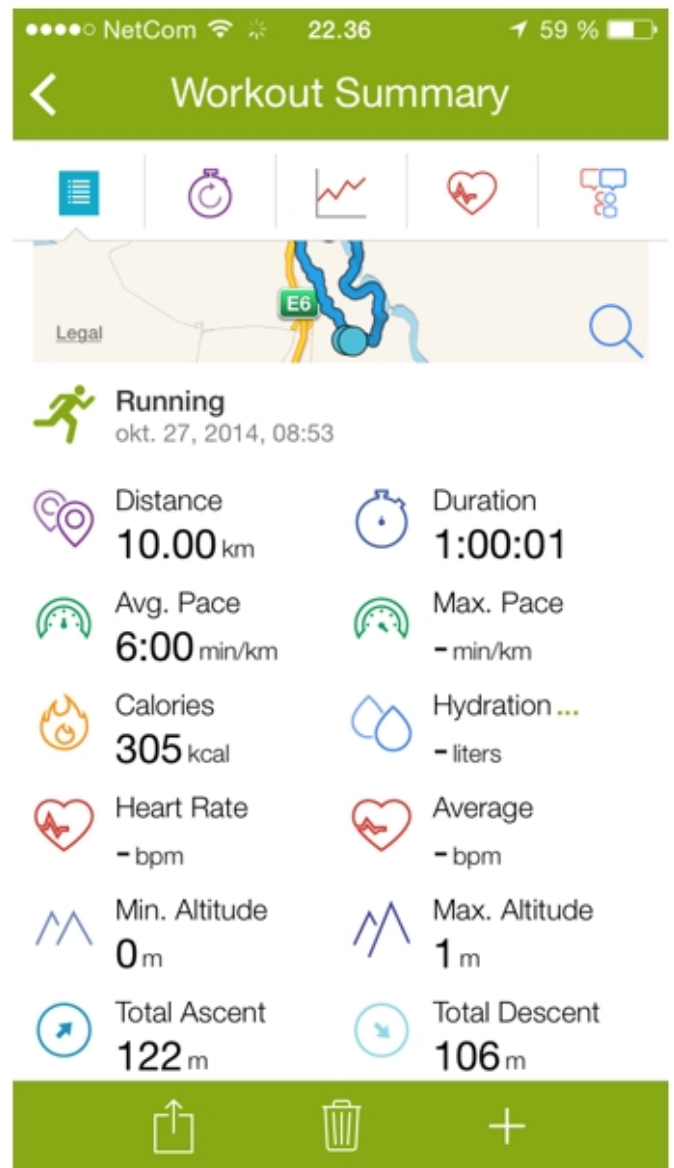 NetCom 22.36 59 %
Workout Summary
E6
Legal
Running
okt. 27, 2014, 08:53
Distance Duration
10.00 km 1:00:01
Avg. Pace Max. Pace
6:00 min/km - min/km
Calories Hydration ...
305 kcal - liters
Heart Rate Average
- bpm - bpm
Min. Altitude Max. Altitude
0 m 1 m
Total Ascent Total Descent
122 m 106 m